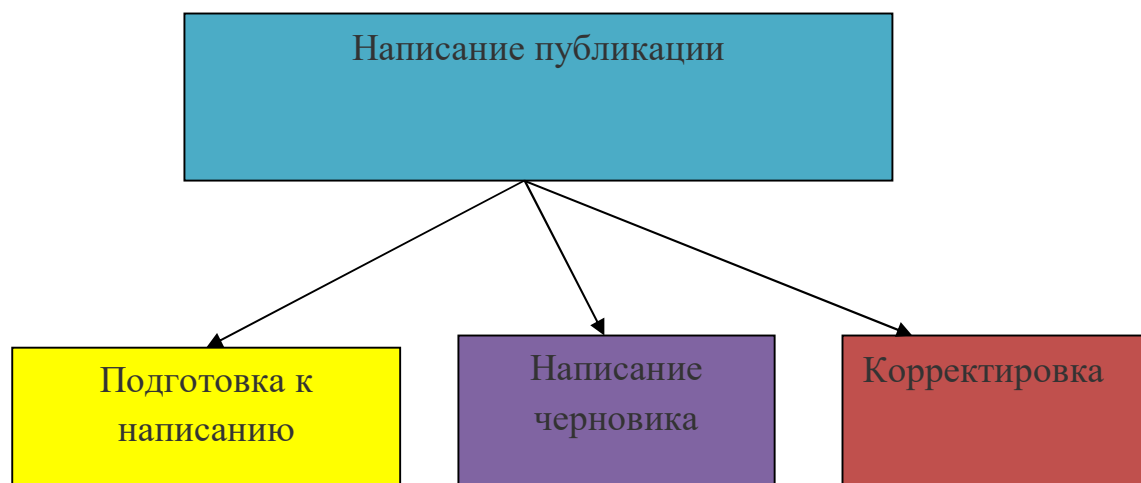 Написание публикации
Подготовка к
написанию
Написание
черновика
Корректировка